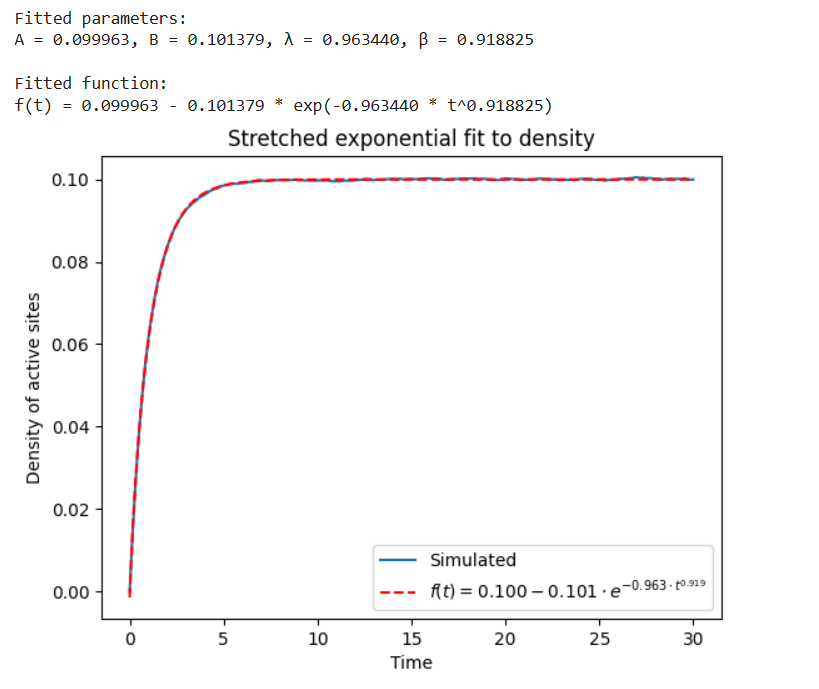 Fitted parameters:
A = 0.099963, B = 0.101379, λ = 0.963440, β = 0.918825
Fitted function:
f(t) = 0.099963 - 0.101379 * exp(-0.963440 * t^0.918825)
Stretched exponential fit to density
0.10
0.08
0.06
0.04
0.02
0.00
Density of active sites
Simulated
f(t) = 0.100 − 0.101 · e^{−0.963 · t^{0.919}}
0 5 10 15 20 25 30
Time